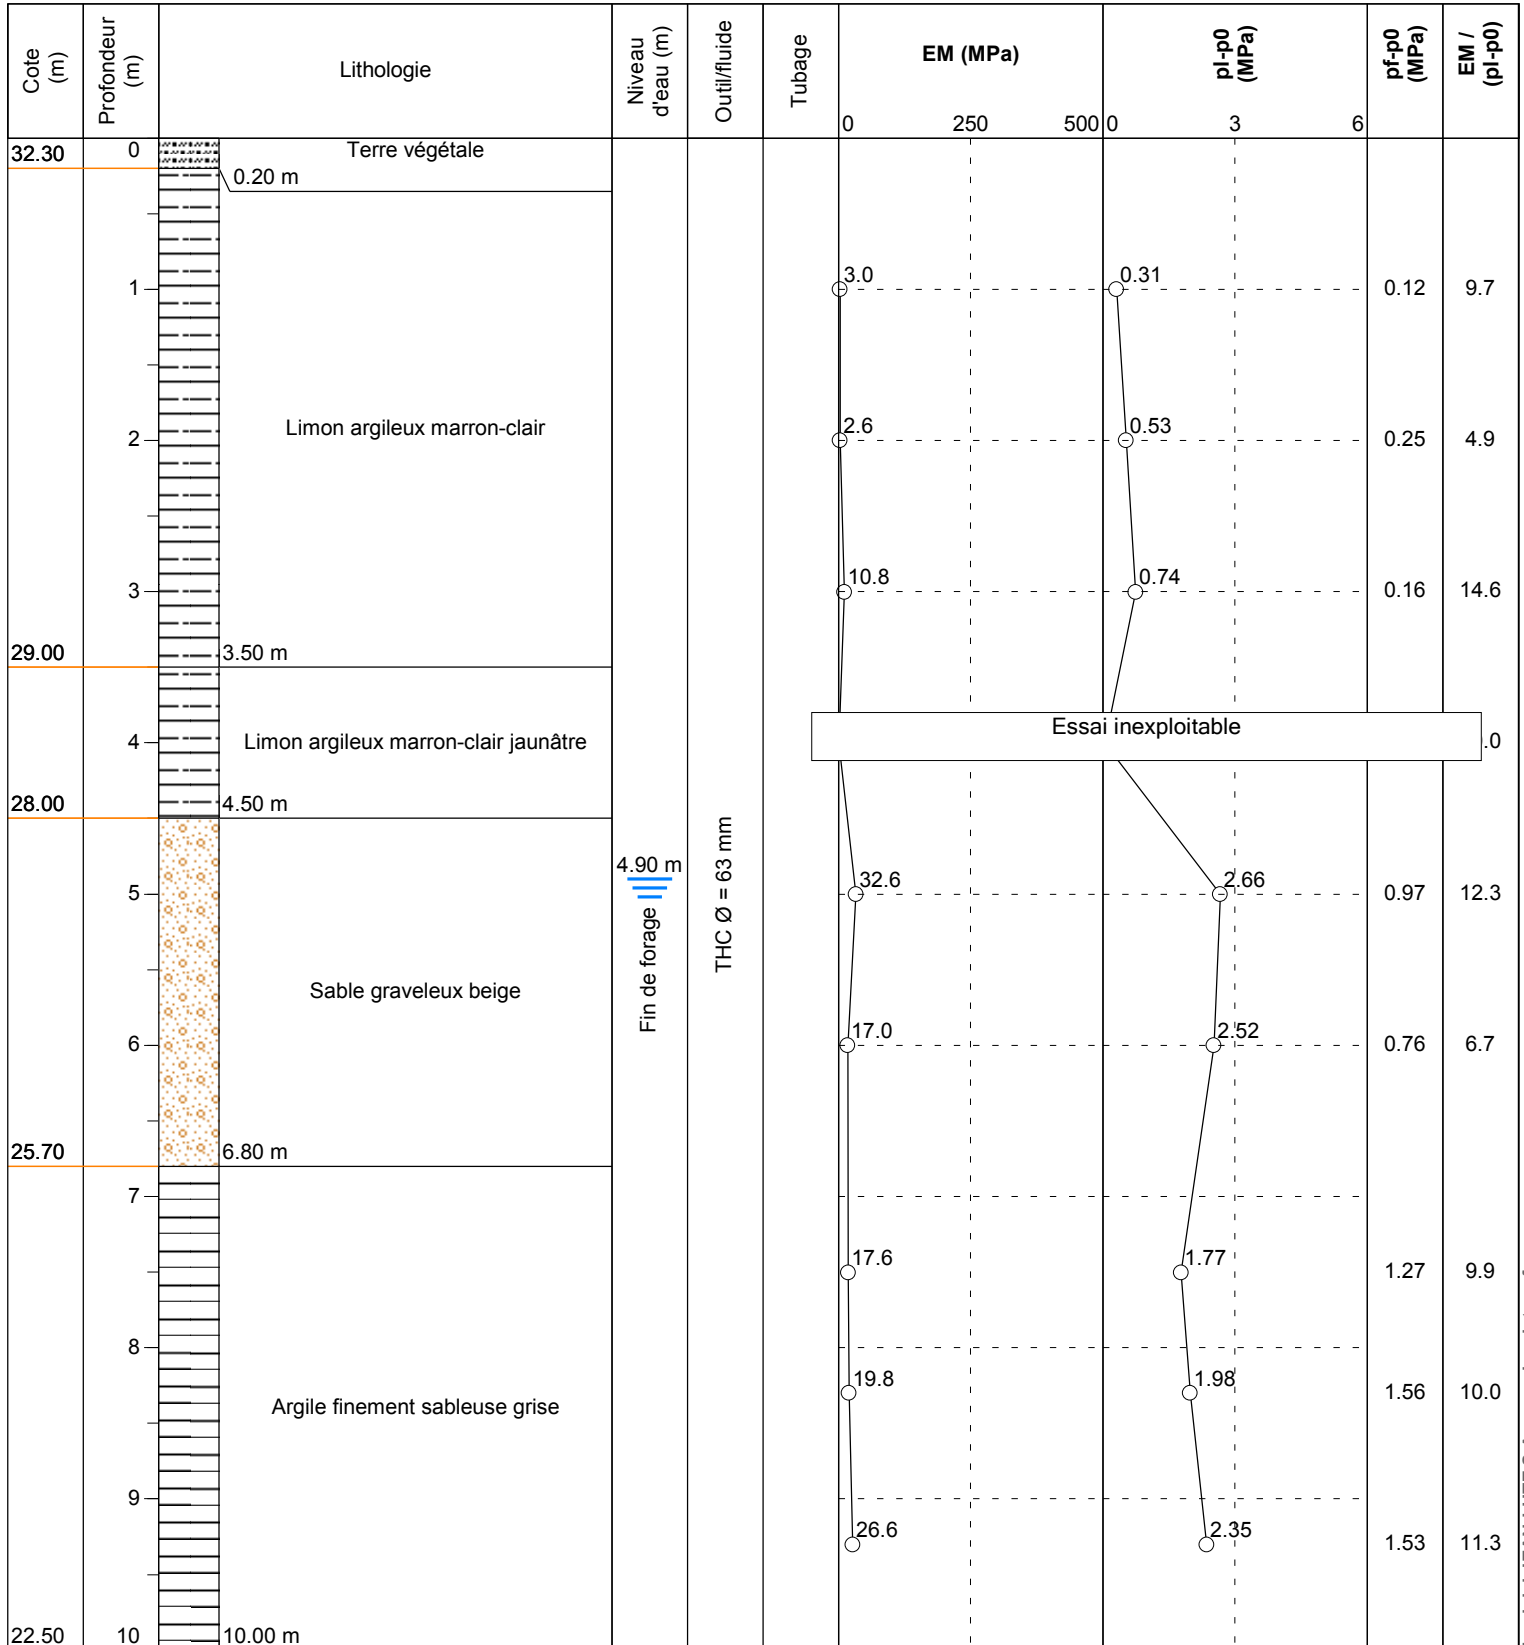 Cote
(m)
Profondeur
(m)
Lithologie
Niveau
d'eau (m)
Outil/fluide
Tubage
EM (MPa)
pl-p0
(MPa)
pf-p0
(MPa)
EM /
(pl-p0)
0 250 500 0 3 6
32.30 0 Terre végétale
0.20 m
1 3.0 0.31 0.12 9.7
Limon argileux marron-clair
2 2.6 0.53 0.25 4.9
3 10.8 0.74 0.16 14.6
29.00 3.50 m
Essai inexploitable
4 Limon argileux marron-clair jaunâtre .0
28.00 4.50 m
4.90 m
Fin de forage
THC Ø = 63 mm
5 32.6 2.66 0.97 12.3
Sable graveleux beige
6 17.0 2.52 0.76 6.7
25.70 6.80 m
7
17.6 1.77 1.27 9.9
8
19.8 1.98 1.56 10.0
Argile finement sableuse grise
9
26.6 2.35 1.53 11.3
22.50 10 10.00 m